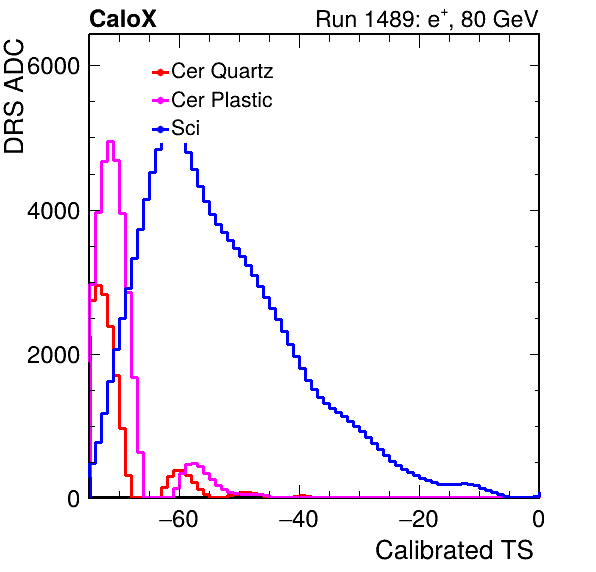 CaloX
Run 1489: e⁺, 80 GeV
DRS ADC
6000
4000
2000
0
Cer Quartz
Cer Plastic
Sci
−60
−40
−20
0
Calibrated TS